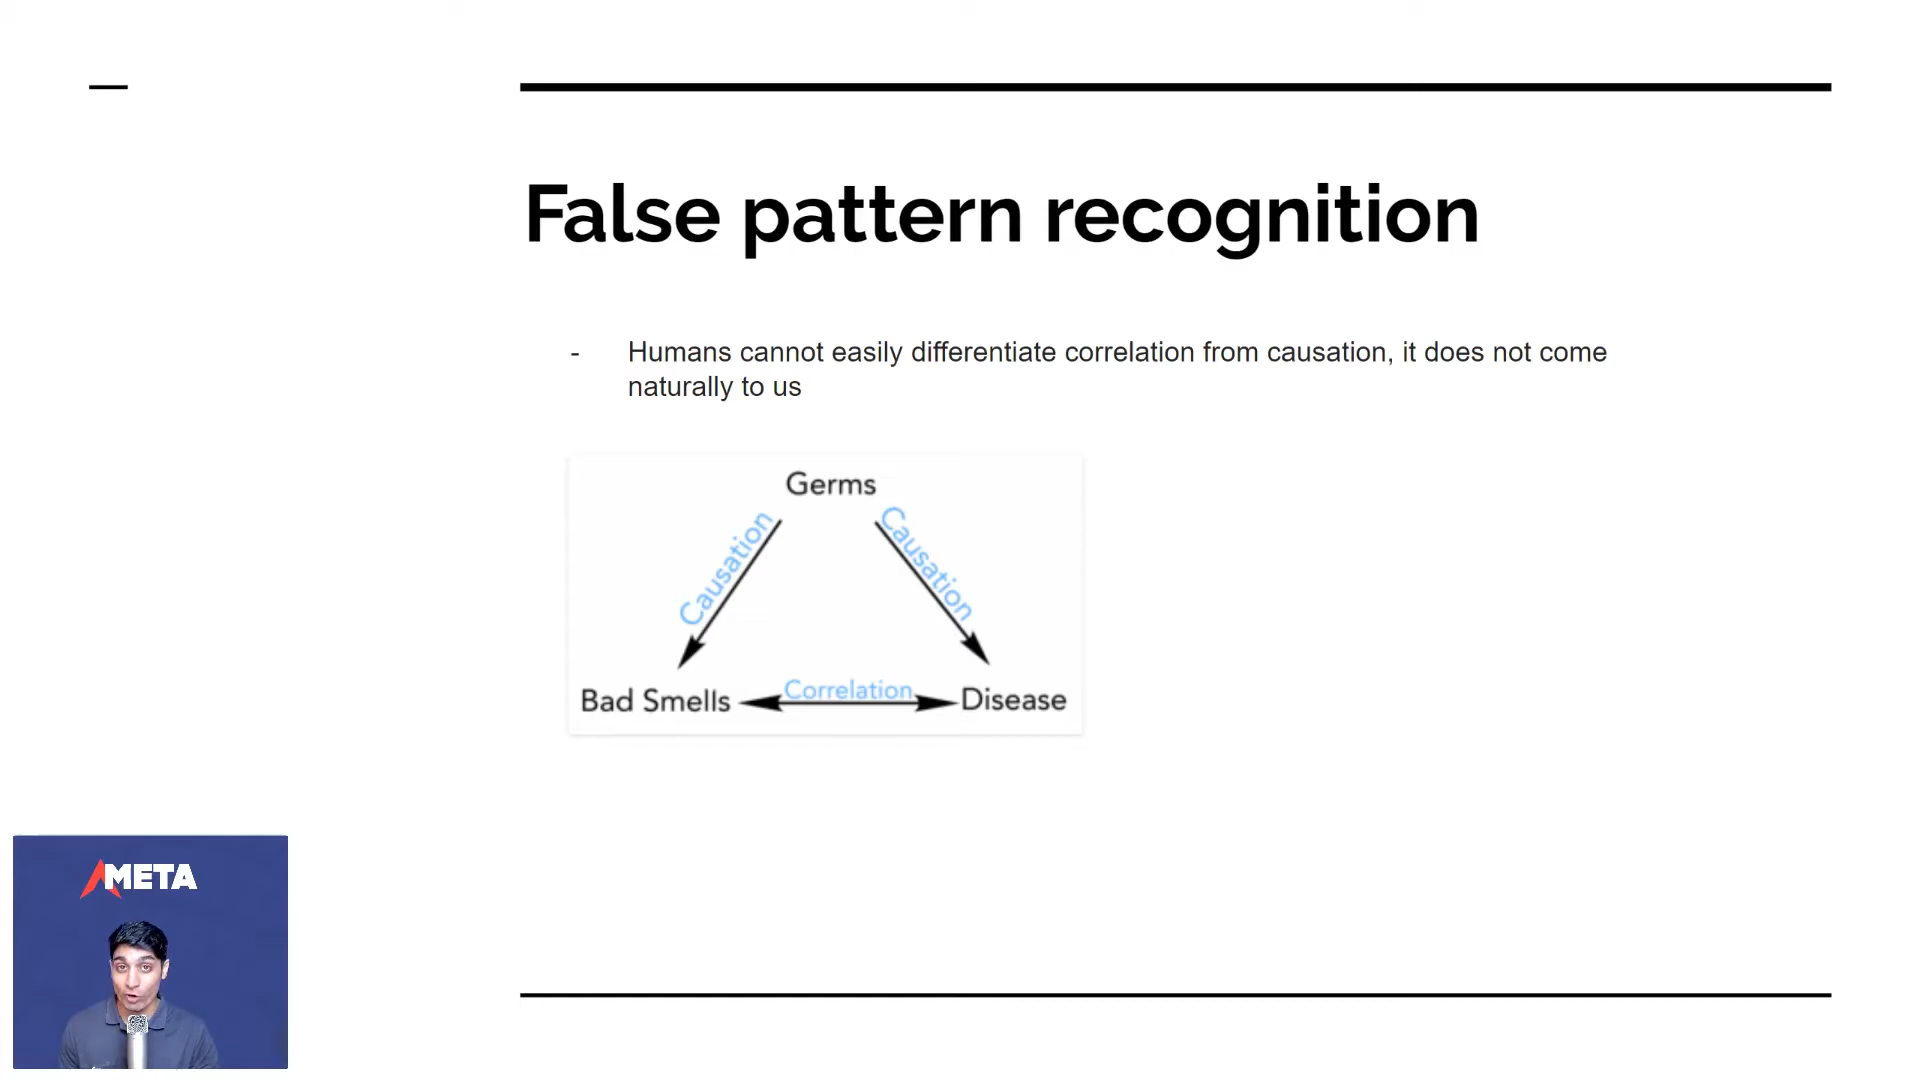 False pattern recognition
- Humans cannot easily differentiate correlation from causation, it does not come
naturally to us
Germs
Causation
Causation
Bad Smells
Correlation
Disease
META